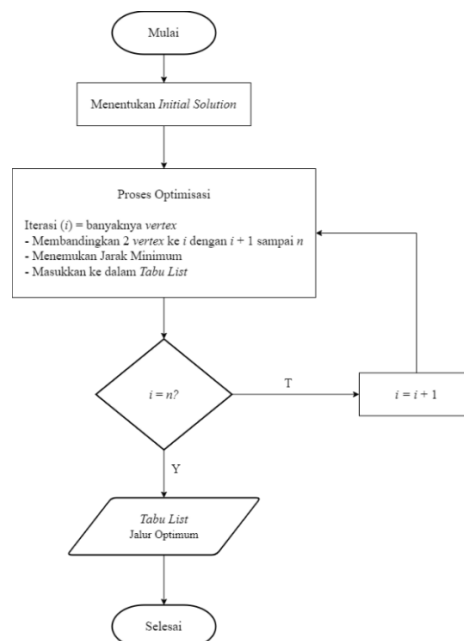 Mulai
Menentukan Initial Solution
Proses Optimisasi
Iterasi (i) = banyaknya vertex
- Membandingkan 2 vertex ke i dengan i + 1 sampai n
- Menemukan Jarak Minimum
- Masukkan ke dalam Tabu List
i = n?
T
i = i + 1
Y
Tabu List
Jalur Optimum
Selesai